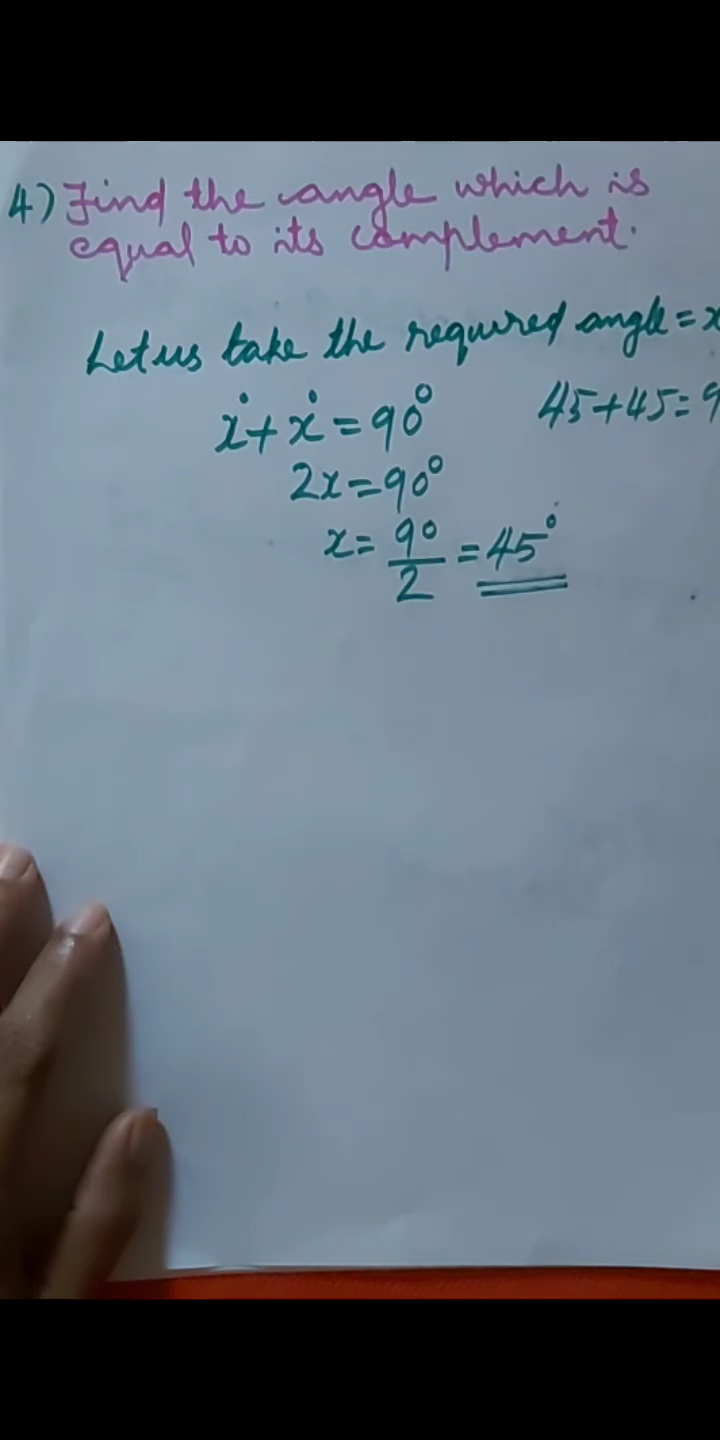 4) Find the angle which is
equal to its complement.
Let us take the required angle = x
x + x = 90°
45+45=9
2x = 90°
x = 90/2 = 45°